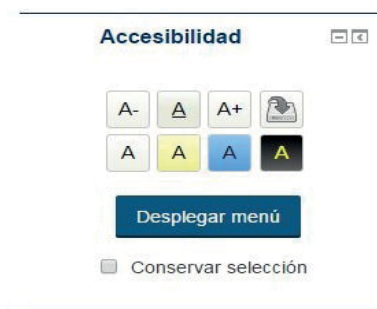 Accesibilidad
A- A A+
A A A A
Desplegar menú
Conservar selección